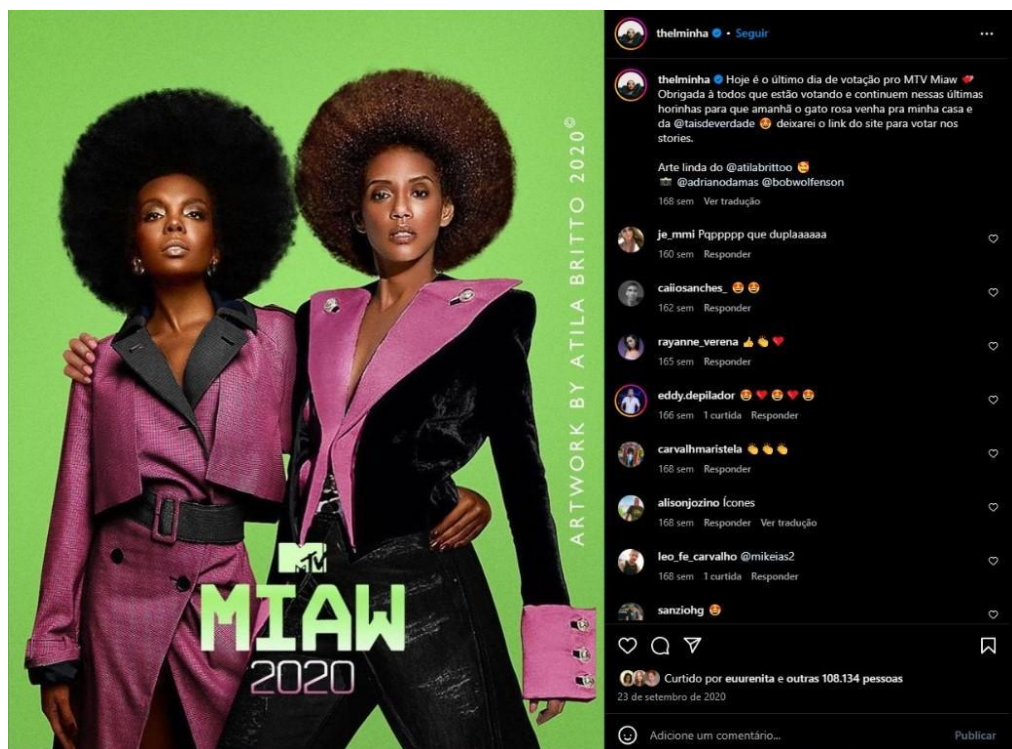 ARTWORK BY ATILA BRITTO 2020©
MTV
MIAW
2020
thelminha • Seguir
thelminha Hoje é o último dia de votação pro MTV Miaw
Obrigada à todos que estão votando e continuem nessas últimas
horinhas para que amanhã o gato rosa venha pra minha casa e
da @taisdeverdade 🤩 deixarei o link do site para votar nos
stories.
Arte linda do @atilabrittoo 🥰
📸 @adrianodamas @bobwolfenson
168 sem Ver tradução
je_mmi Pqppppp que duplaaaaaa
160 sem Responder
caiiosanches_ 🤩 🤩
162 sem Responder
rayanne_verena 👍 👏 ❤️
165 sem Responder
eddy.depilador 🤩 ❤️ 🤩 ❤️ 🤩
166 sem 1 curtida Responder
carvalhmaristela 👏 👏 👏
168 sem Responder
alisonjozino Ícones
168 sem Responder Ver tradução
leo_fe_carvalho @mikeias2
168 sem 1 curtida Responder
sanziohg 🤩
Curtido por euurenita e outras 108.134 pessoas
23 de setembro de 2020
Adicione um comentário...
Publicar